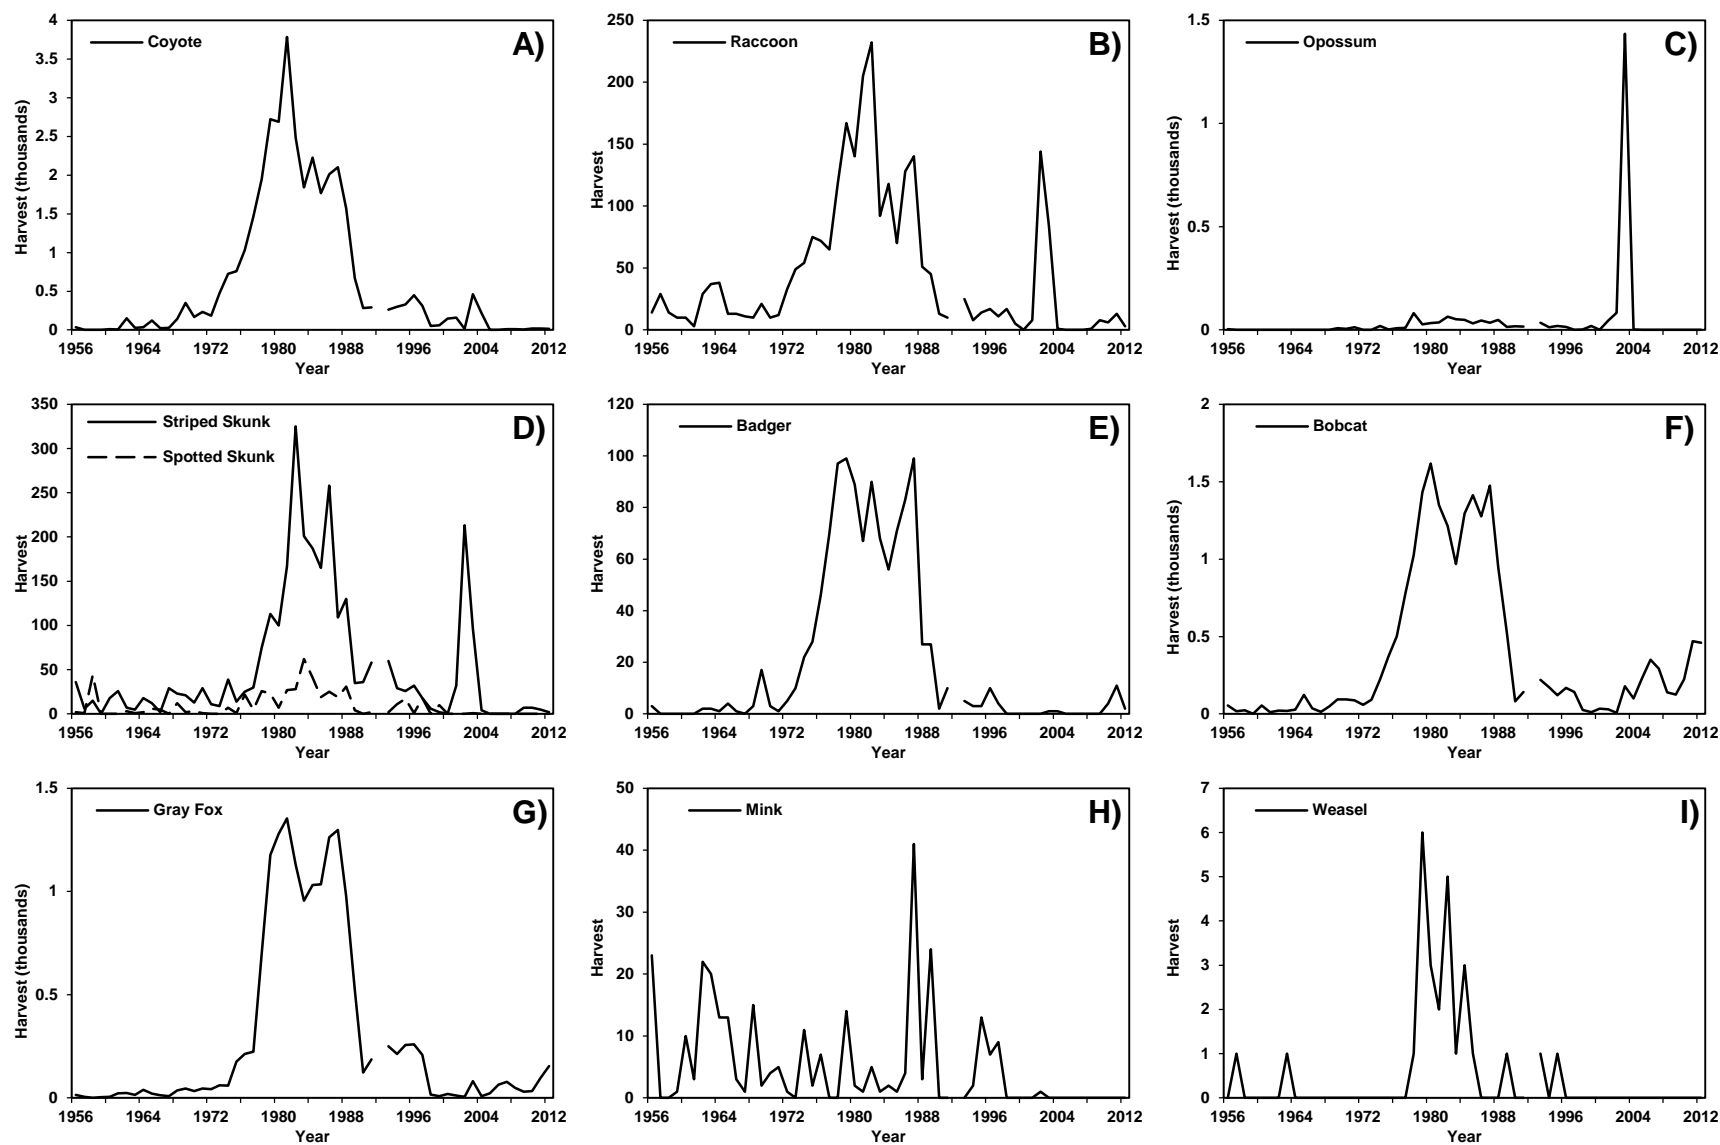 A)
Coyote
Harvest (thousands)
4
3.5
3
2.5
2
1.5
1
0.5
0
1956 1964 1972 1980 1988 1996 2004 2012
Year
B)
Raccoon
Harvest
250
200
150
100
50
0
1956 1964 1972 1980 1988 1996 2004 2012
Year
C)
Opossum
Harvest (thousands)
1.5
1
0.5
0
1956 1964 1972 1980 1988 1996 2004 2012
Year
D)
Striped Skunk
Spotted Skunk
Harvest
350
300
250
200
150
100
50
0
1956 1964 1972 1980 1988 1996 2004 2012
Year
E)
Badger
Harvest
120
100
80
60
40
20
0
1956 1964 1972 1980 1988 1996 2004 2012
Year
F)
Bobcat
Harvest (thousands)
2
1.5
1
0.5
0
1956 1964 1972 1980 1988 1996 2004 2012
Year
G)
Gray Fox
Harvest (thousands)
1.5
1
0.5
0
1956 1964 1972 1980 1988 1996 2004 2012
Year
H)
Mink
Harvest
50
40
30
20
10
0
1956 1964 1972 1980 1988 1996 2004 2012
Year
I)
Weasel
Harvest
7
6
5
4
3
2
1
0
1956 1964 1972 1980 1988 1996 2004 2012
Year